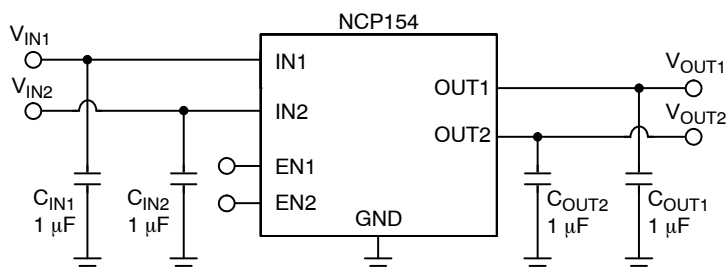 NCP154
VIN1
IN1
VIN2
IN2
OUT1
VOUT1
OUT2
VOUT2
EN1
EN2
GND
CIN1
1 μF
CIN2
1 μF
COUT2
1 μF
COUT1
1 μF